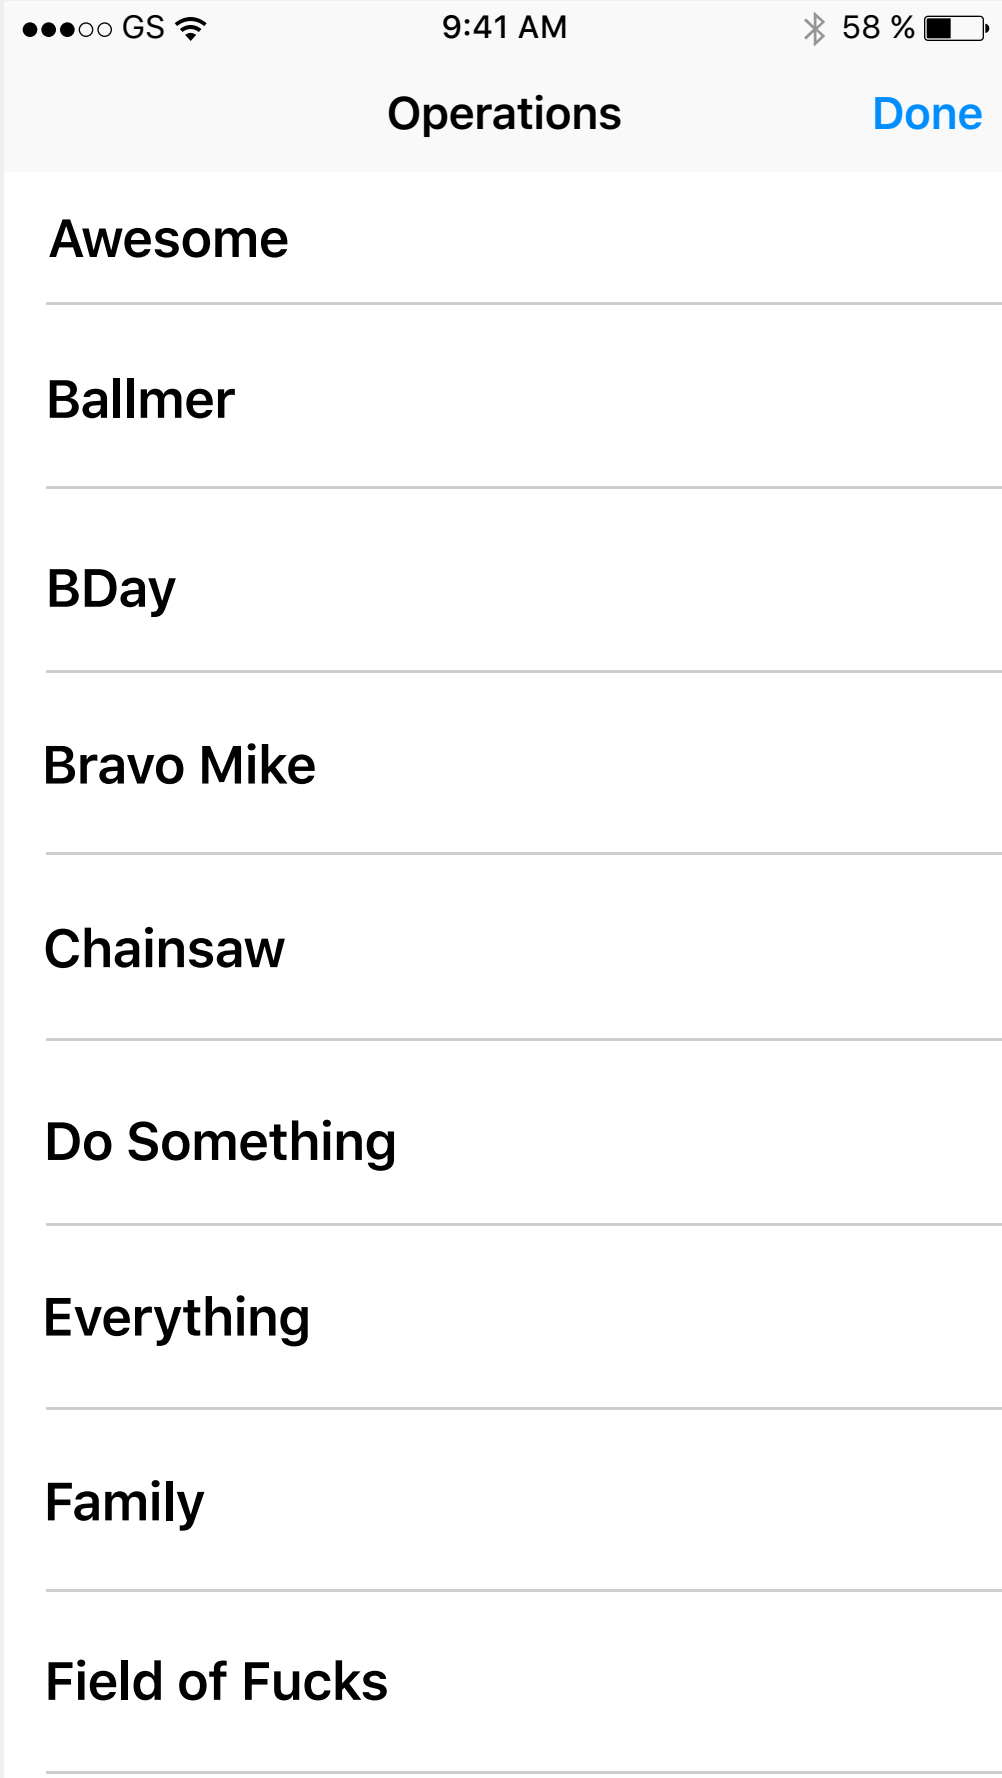 GS 9:41 AM 58 %
Operations Done
Awesome
Ballmer
BDay
Bravo Mike
Chainsaw
Do Something
Everything
Family
Field of Fucks